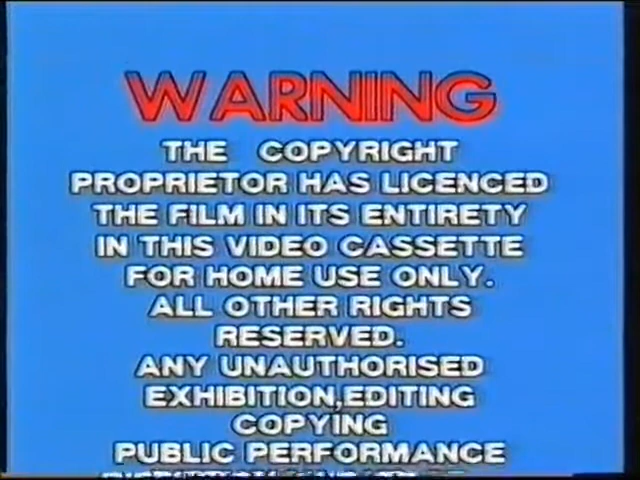 WARNING
THE COPYRIGHT
PROPRIETOR HAS LICENCED
THE FILM IN ITS ENTIRETY
IN THIS VIDEO CASSETTE
FOR HOME USE ONLY.
ALL OTHER RIGHTS
RESERVED.
ANY UNAUTHORISED
EXHIBITION,EDITING
COPYING
PUBLIC PERFORMANCE